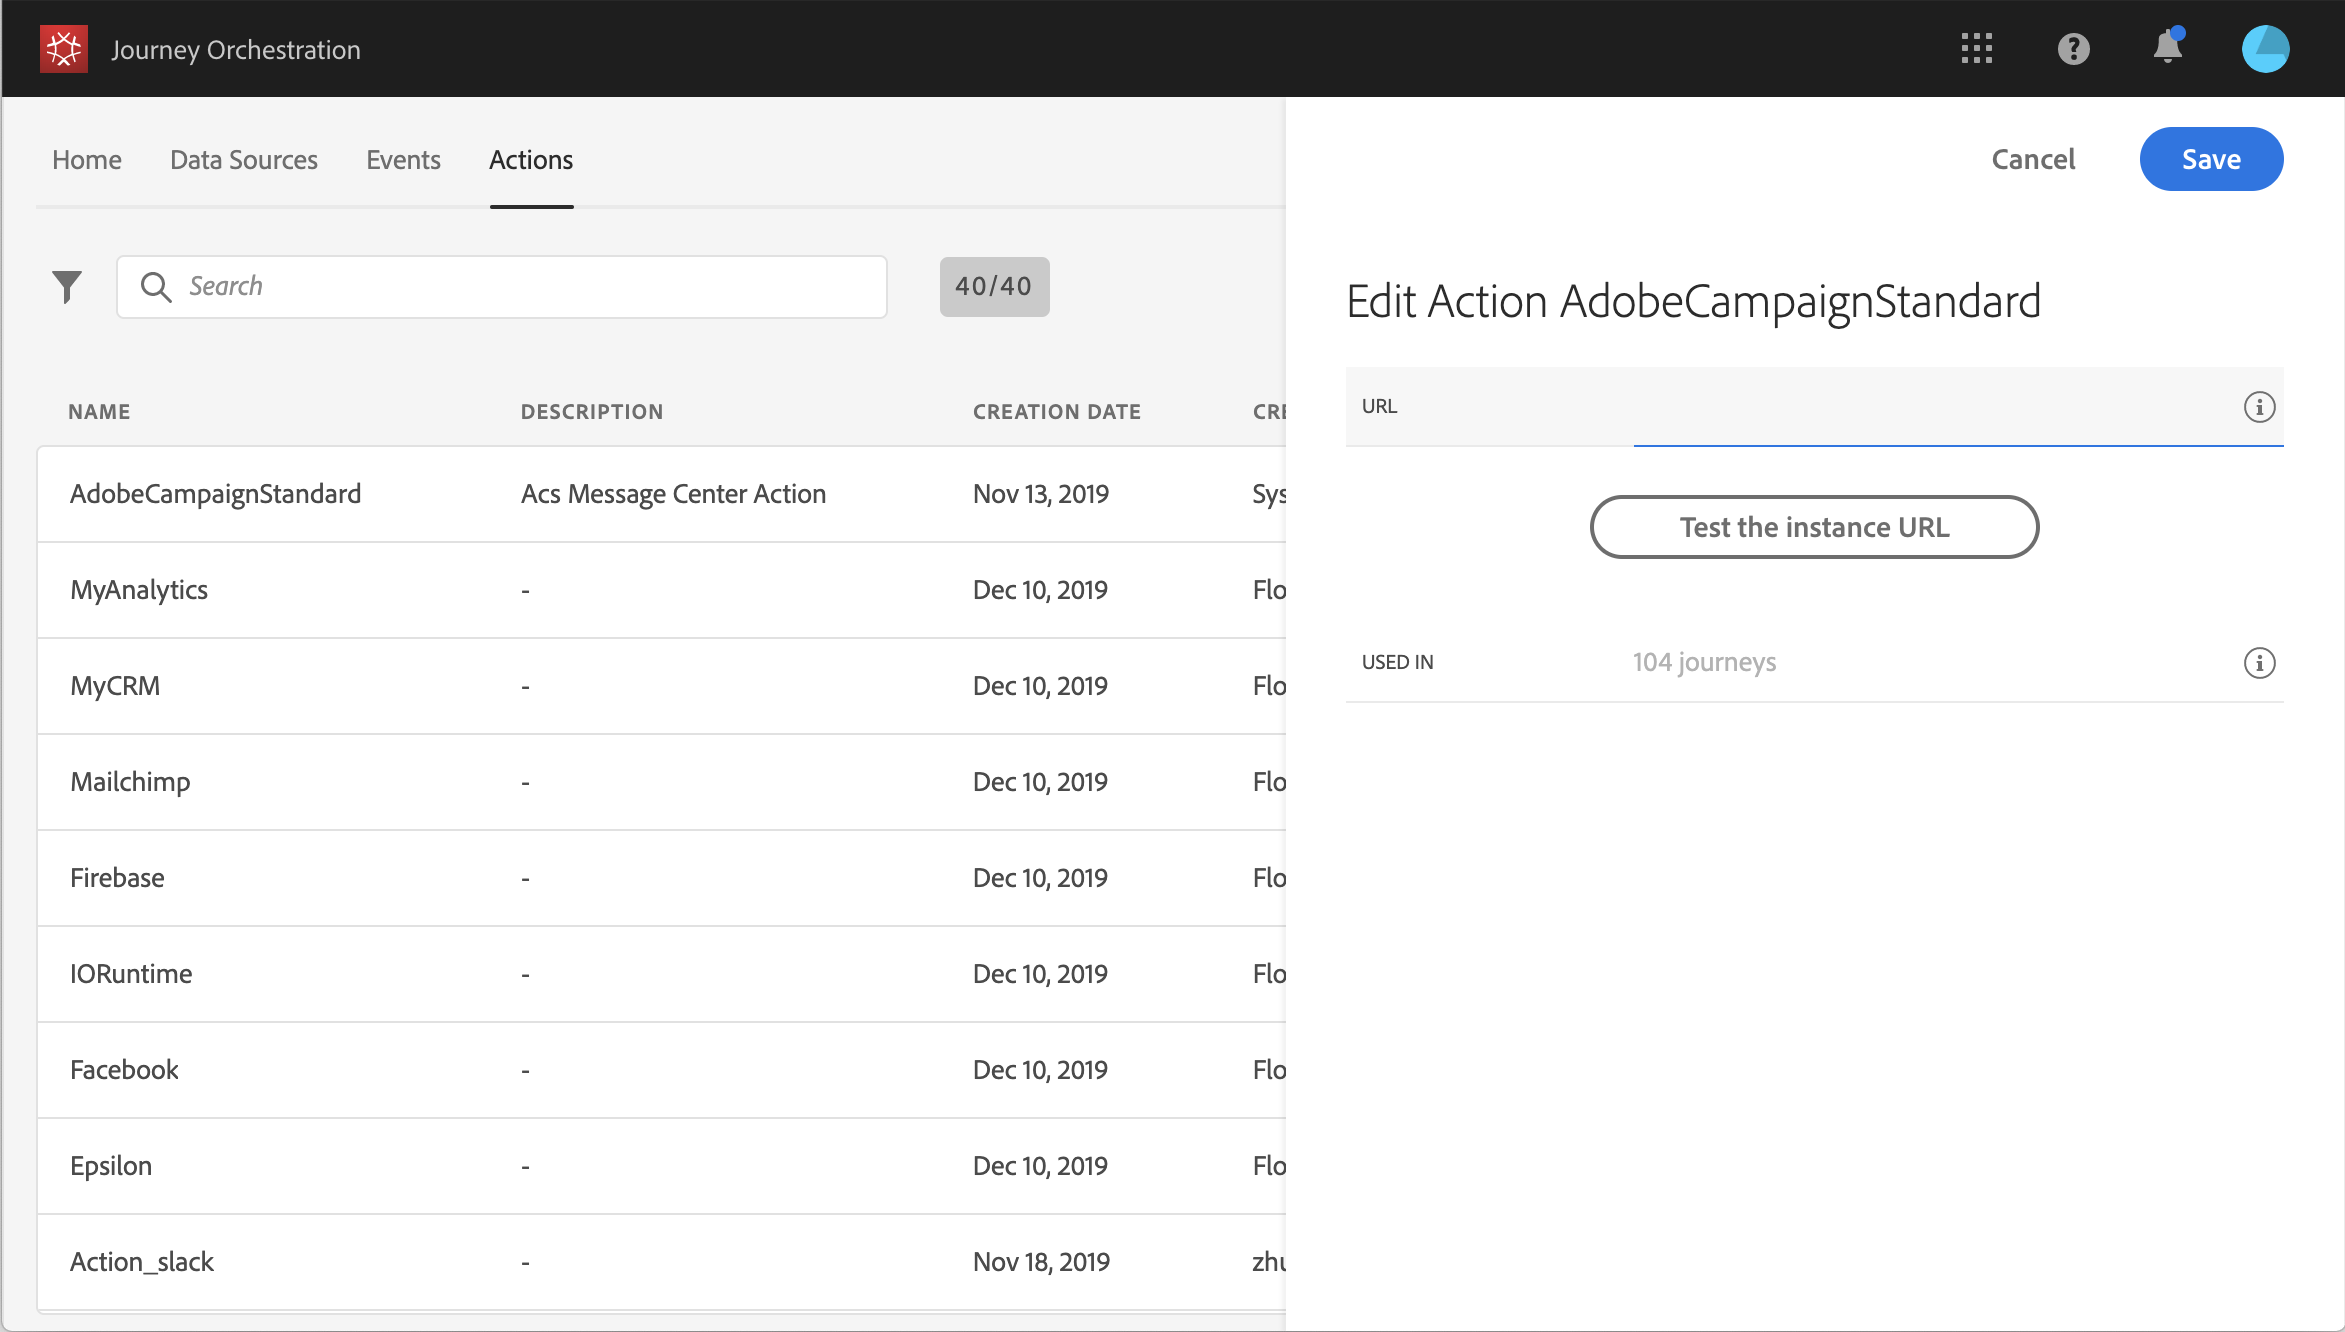 Journey Orchestration
Home Data Sources Events Actions
Cancel Save
Search 40/40
Edit Action AdobeCampaignStandard
NAME DESCRIPTION CREATION DATE CRE
URL
AdobeCampaignStandard Acs Message Center Action Nov 13, 2019 Sys
Test the instance URL
MyAnalytics - Dec 10, 2019 Flo
USED IN 104 journeys
MyCRM - Dec 10, 2019 Flo
Mailchimp - Dec 10, 2019 Flo
Firebase - Dec 10, 2019 Flo
IORuntime - Dec 10, 2019 Flo
Facebook - Dec 10, 2019 Flo
Epsilon - Dec 10, 2019 Flo
Action_slack - Nov 18, 2019 zhu